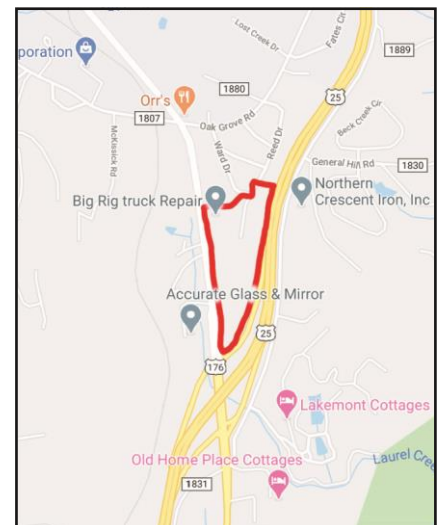 Lost Creek Dr
Fates Cir
1889
poration
Orr's
1880
25
1807
Oak Grove Rd
Beck Creek Cir
McKissick Rd
Ward Dr
Reed Dr
General Hill Rd
1830
Big Rig truck Repair
Northern
Crescent Iron, Inc
Accurate Glass & Mirror
25
176
Lakemont Cottages
Old Home Place Cottages
Laurel Cree
1831